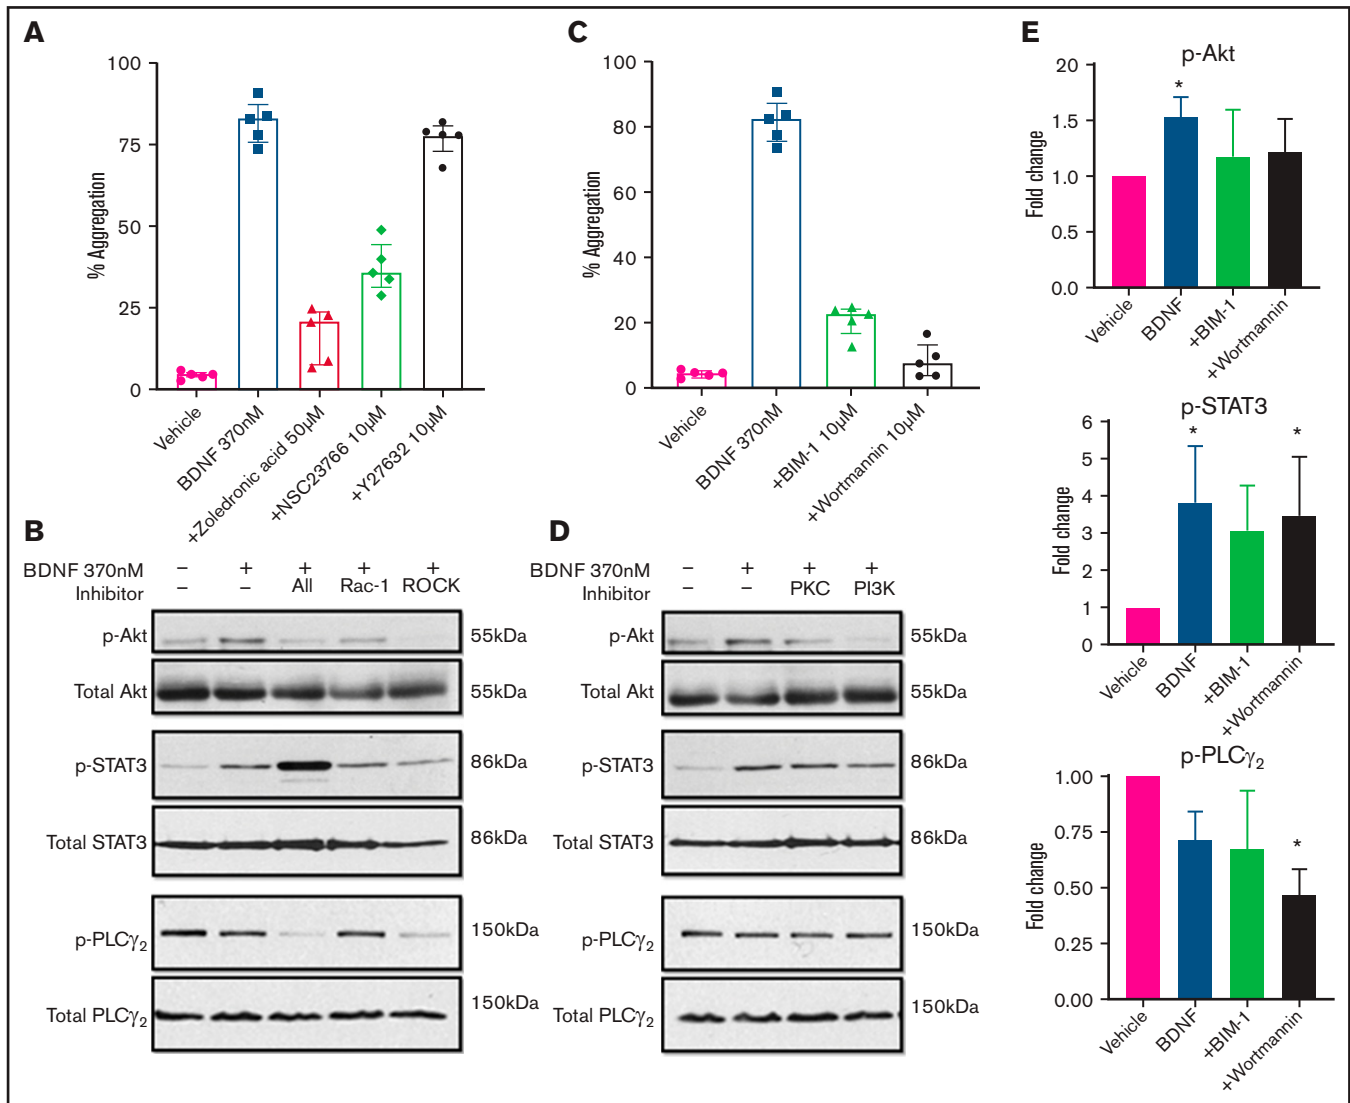 A
100
75
50
25
0
% Aggregation
Vehicle
BDNF 370nM
+Zoledronic acid 50µM
+NSC23766 10µM
+Y27632 10µM
C
100
80
60
40
20
0
% Aggregation
Vehicle
BDNF 370nM
+BIM-1 10µM
+Wortmannin 10µM
E
p-Akt
20
1.5
1.0
0.5
0.0
Fold change
*
Vehicle
BDNF
+BIM-1
+Wortmannin
p-STAT3
6
5
4
3
2
1
0
Fold change
* *
Vehicle
BDNF
+BIM-1
+Wortmannin
p-PLCγ2
1.00
0.75
0.50
0.25
0.00
Fold change
*
Vehicle
BDNF
+BIM-1
+Wortmannin
B
BDNF 370nM – + + + +
Inhibitor – – All Rac-1 ROCK
p-Akt 55kDa
Total Akt 55kDa
p-STAT3 86kDa
Total STAT3 86kDa
p-PLCγ2 150kDa
Total PLCγ2 150kDa
D
BDNF 370nM – + + +
Inhibitor – – PKC PI3K
p-Akt 55kDa
Total Akt 55kDa
p-STAT3 86kDa
Total STAT3 86kDa
p-PLCγ2 150kDa
Total PLCγ2 150kDa